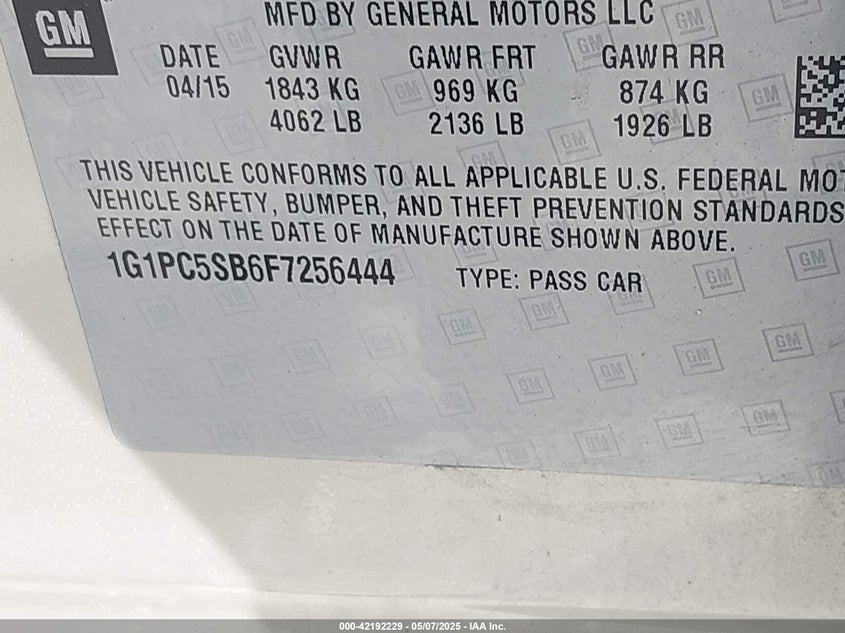 GM
MFD BY GENERAL MOTORS LLC
DATE GVWR GAWR FRT GAWR RR
04/15 1843 KG 969 KG 874 KG
4062 LB 2136 LB 1926 LB
THIS VEHICLE CONFORMS TO ALL APPLICABLE U.S. FEDERAL MOT
VEHICLE SAFETY, BUMPER, AND THEFT PREVENTION STANDARDS
EFFECT ON THE DATE OF MANUFACTURE SHOWN ABOVE.
1G1PC5SB6F7256444 TYPE: PASS CAR
000-42192229 - 05/07/2025 - IAA Inc.